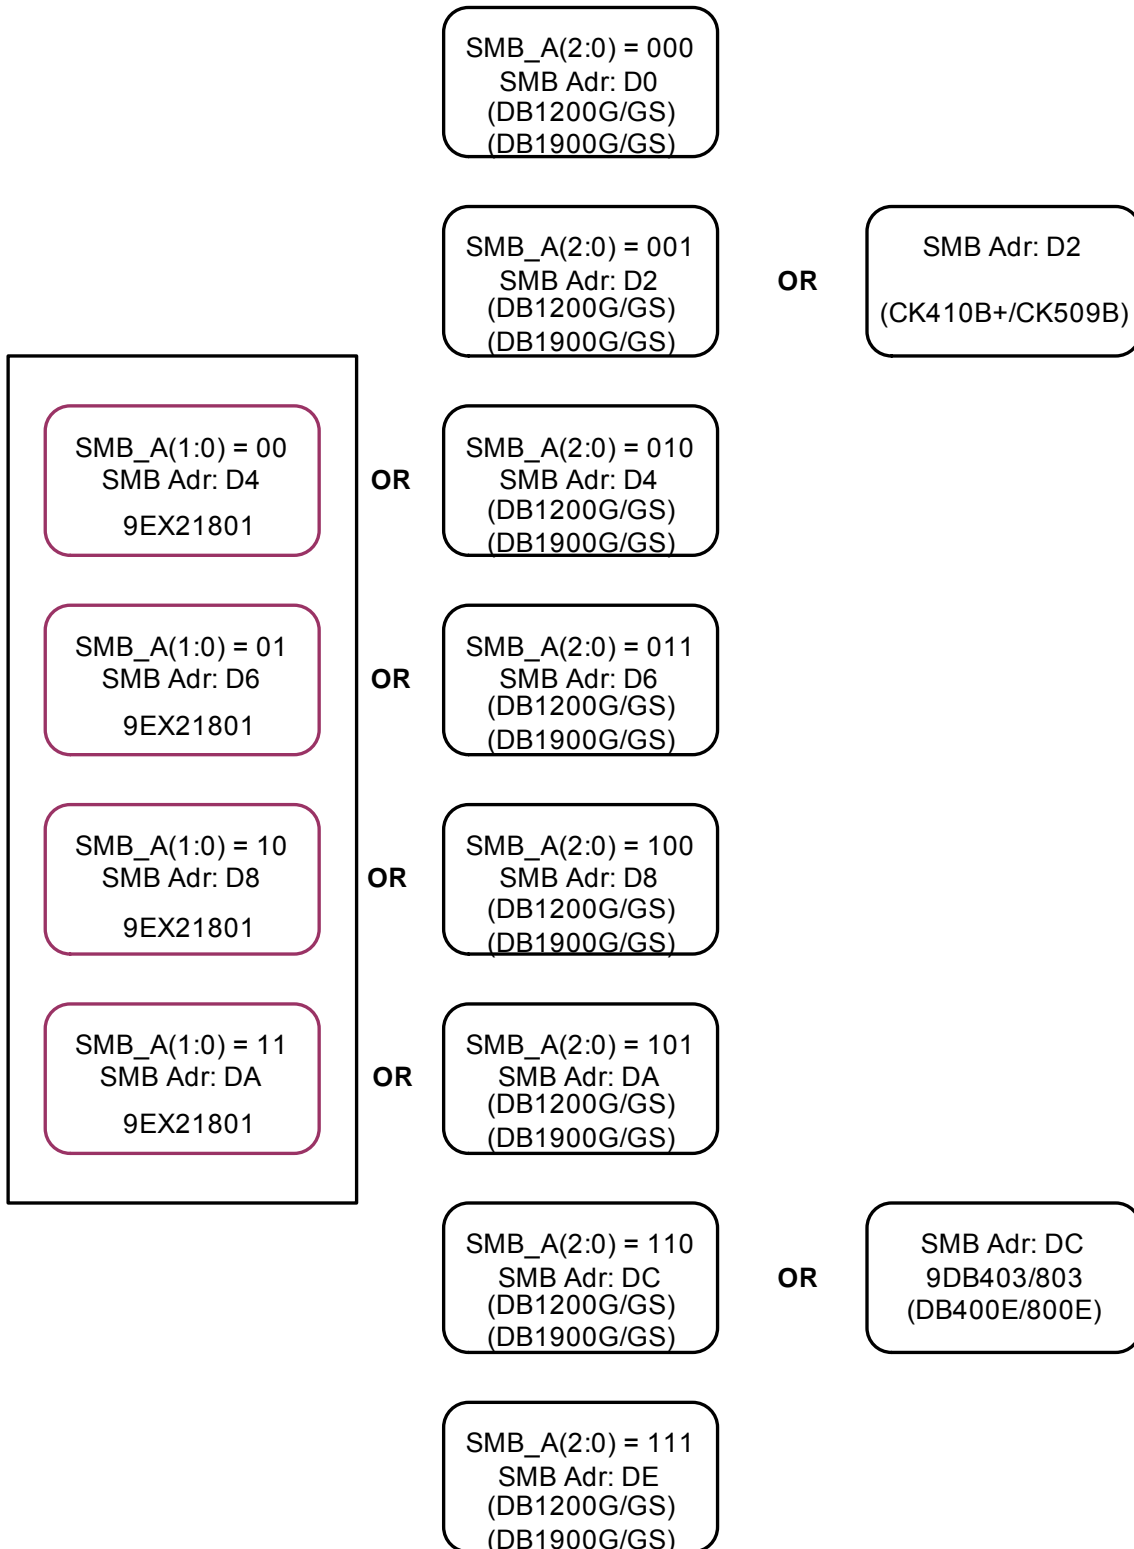 SMB_A(2:0) = 000
SMB Adr: D0
(DB1200G/GS)
(DB1900G/GS)
SMB_A(2:0) = 001
SMB Adr: D2
(DB1200G/GS)
(DB1900G/GS)
OR
SMB Adr: D2
(CK410B+/CK509B)
SMB_A(1:0) = 00
SMB Adr: D4
9EX21801
OR
SMB_A(2:0) = 010
SMB Adr: D4
(DB1200G/GS)
(DB1900G/GS)
SMB_A(1:0) = 01
SMB Adr: D6
9EX21801
OR
SMB_A(2:0) = 011
SMB Adr: D6
(DB1200G/GS)
(DB1900G/GS)
SMB_A(1:0) = 10
SMB Adr: D8
9EX21801
OR
SMB_A(2:0) = 100
SMB Adr: D8
(DB1200G/GS)
(DB1900G/GS)
SMB_A(1:0) = 11
SMB Adr: DA
9EX21801
OR
SMB_A(2:0) = 101
SMB Adr: DA
(DB1200G/GS)
(DB1900G/GS)
SMB_A(2:0) = 110
SMB Adr: DC
(DB1200G/GS)
(DB1900G/GS)
OR
SMB Adr: DC
9DB403/803
(DB400E/800E)
SMB_A(2:0) = 111
SMB Adr: DE
(DB1200G/GS)
(DB1900G/GS)